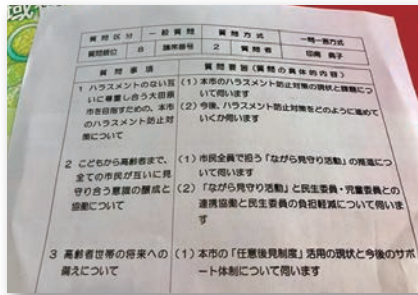 質問区分 一般質問 質問方式 一問一答方式
質問順位 8 議席番号 2 質問者
質問事項 質問要旨(質問の具体的内容)
1 ハラスメントのない互いに尊重し合う大田原市を目指すための、本市のハラスメント防止対策について
(1)本市のハラスメント防止対策の現状と課題について伺います
(2)今後、ハラスメント防止対策をどのように進めていくか伺います
2 こどもから高齢者まで、全ての市民が互いに見守り合う意識の醸成と協働について
(1)市民全員で担う「ながら見守り活動」の推進について伺います
(2)「ながら見守り活動」と民生委員・児童委員との連携協働と民生委員の負担軽減について伺います
3 高齢者世帯の将来への備えについて
(1)本市の「任意後見制度」活用の現状と今後のサポート体制について伺います